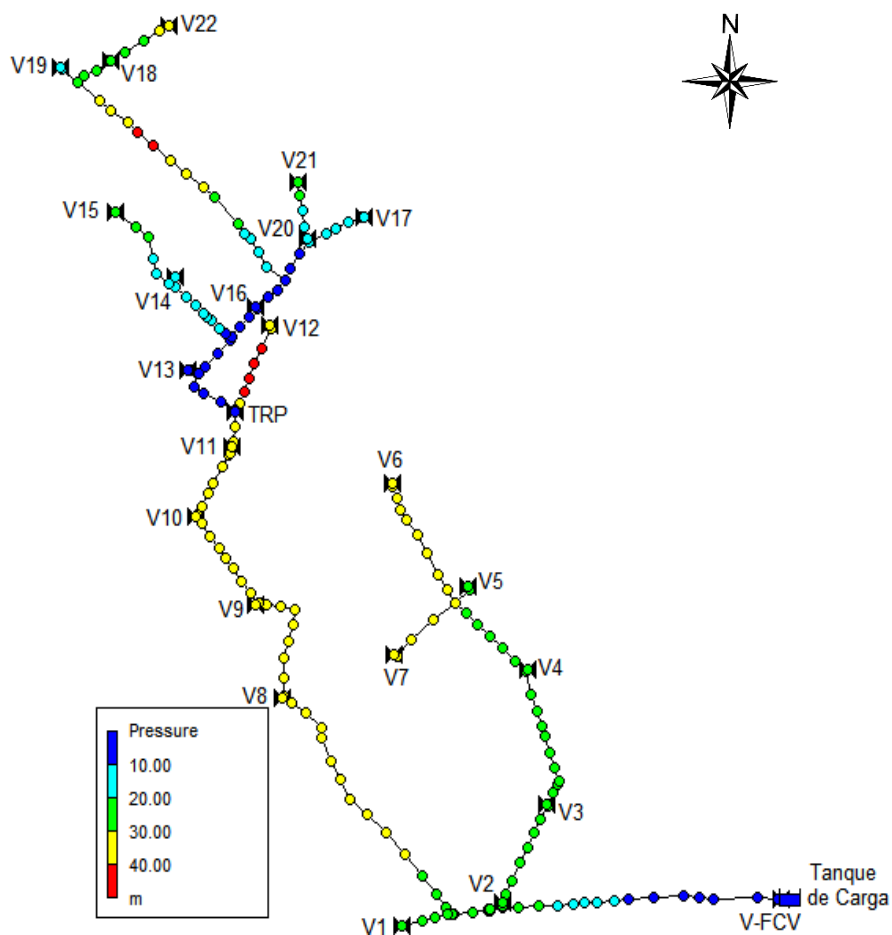 V22
N
V19
V18
V21
V15
V20
V17
V16
V14
V12
V13
TRP
V11
V6
V10
V5
V9
V7
V4
V8
Pressure
10.00
20.00
30.00
40.00
m
V3
V2
Tanque
de Carga
V1
V-FCV